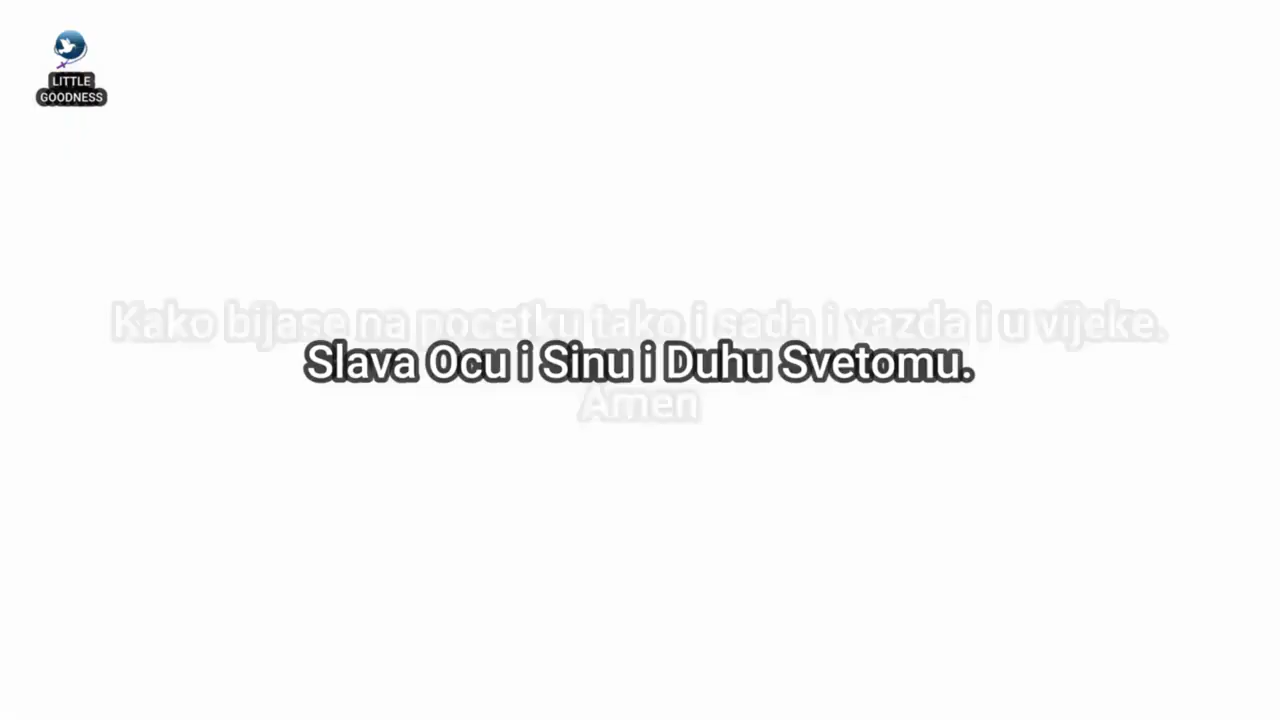 LITTLE
GOODNESS
Kako bijase na pocetku tako i sada i vazda i u vijeke.
Slava Ocu i Sinu i Duhu Svetomu.
Amen